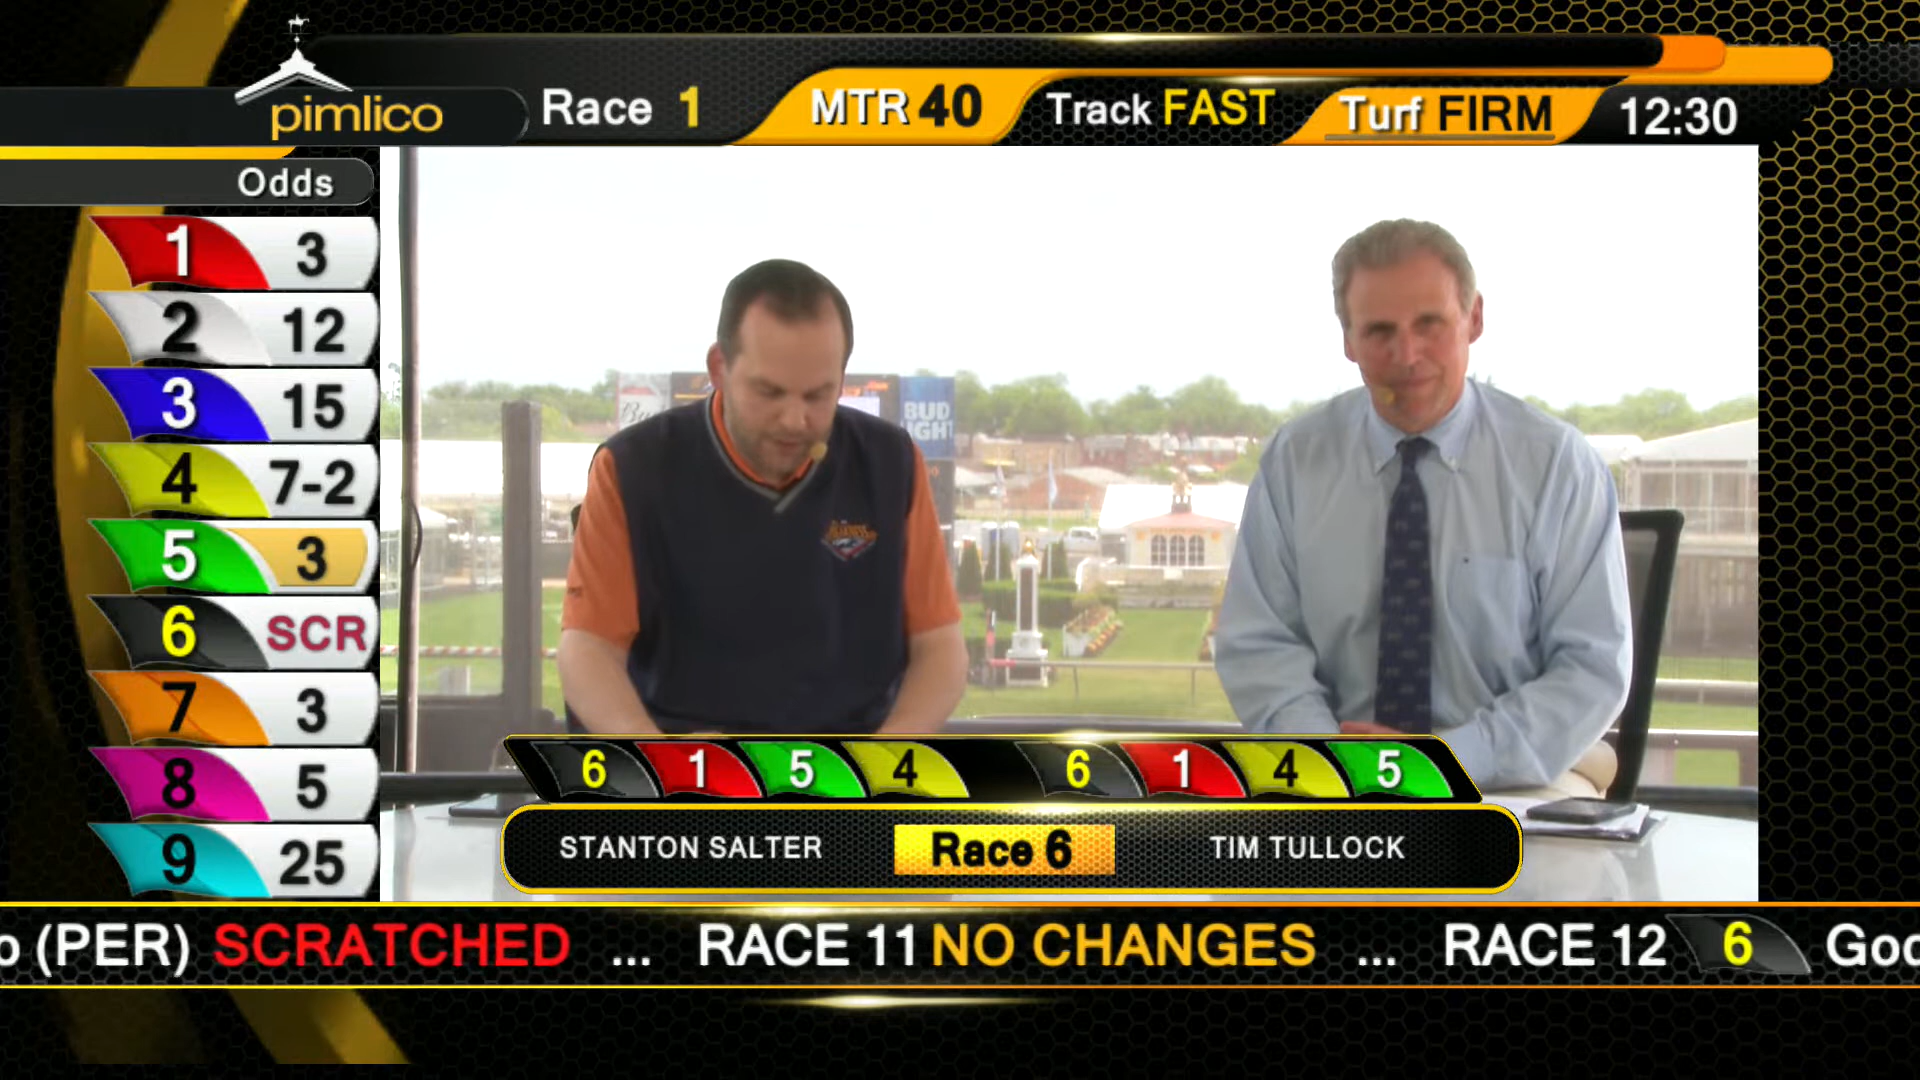 pimlico
Race 1
MTR 40
Track FAST
Turf FIRM
12:30
Odds
1 3
2 12
3 15
4 7-2
5 3
6 SCR
7 3
8 5
9 25
BUD
6 1 5 4 6 1 4 5
STANTON SALTER Race 6 TIM TULLOCK
o (PER) SCRATCHED ... RACE 11 NO CHANGES ... RACE 12 6 Goo